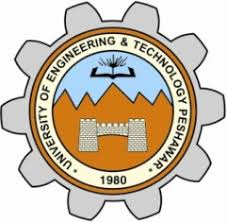 · UNIVERSITY OF ENGINEERING & TECHNOLOGY PESHAWAR ·
1980